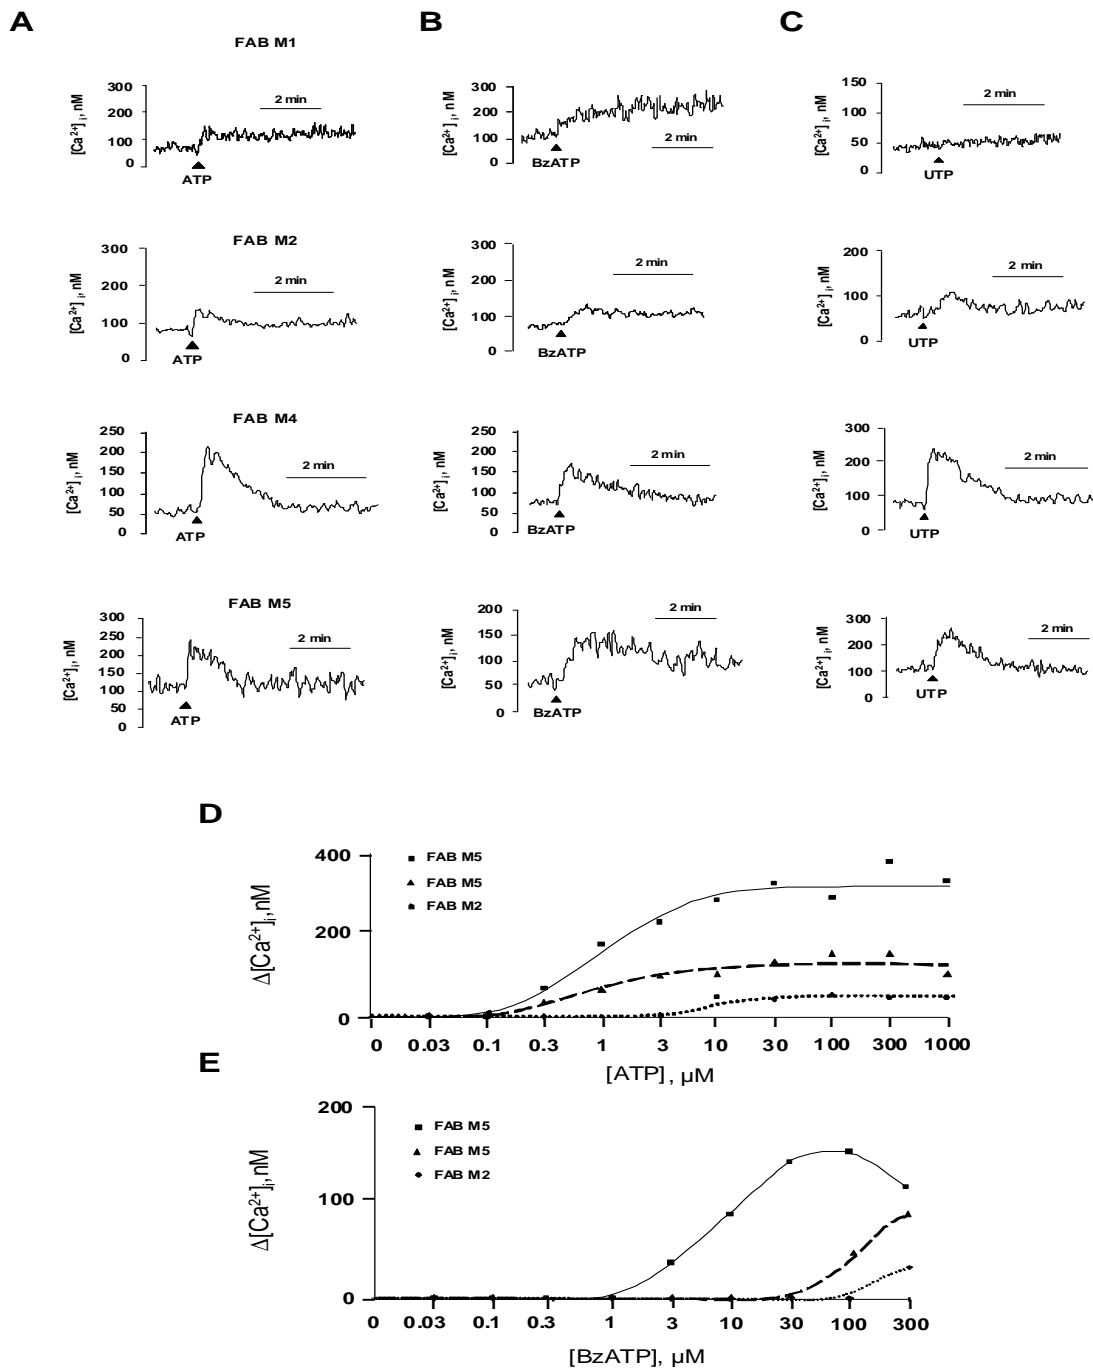 A
B
C
FAB M1
300
200
100
0
[Ca²⁺]ᵢ, nM
2 min
ATP
300
200
100
0
[Ca²⁺]ᵢ, nM
BzATP
2 min
150
100
50
0
[Ca²⁺]ᵢ, nM
2 min
UTP
FAB M2
300
200
100
0
[Ca²⁺]ᵢ, nM
2 min
ATP
300
200
100
0
[Ca²⁺]ᵢ, nM
2 min
BzATP
200
150
100
50
0
[Ca²⁺]ᵢ, nM
2 min
UTP
FAB M4
250
200
150
100
50
0
[Ca²⁺]ᵢ, nM
2 min
ATP
250
200
150
100
50
0
[Ca²⁺]ᵢ, nM
2 min
BzATP
300
200
100
0
[Ca²⁺]ᵢ, nM
2 min
UTP
FAB M5
300
250
200
150
100
50
0
[Ca²⁺]ᵢ, nM
2 min
ATP
200
150
100
50
0
[Ca²⁺]ᵢ, nM
2 min
BzATP
300
200
100
0
[Ca²⁺]ᵢ, nM
2 min
UTP
D
400
200
0
Δ[Ca²⁺]ᵢ,nM
FAB M5
FAB M5
FAB M2
0 0.03 0.1 0.3 1 3 10 30 100 300 1000
[ATP], µM
E
200
100
0
Δ[Ca²⁺]ᵢ,nM
FAB M5
FAB M5
FAB M2
0 0.03 0.1 0.3 1 3 10 30 100 300
[BzATP], µM